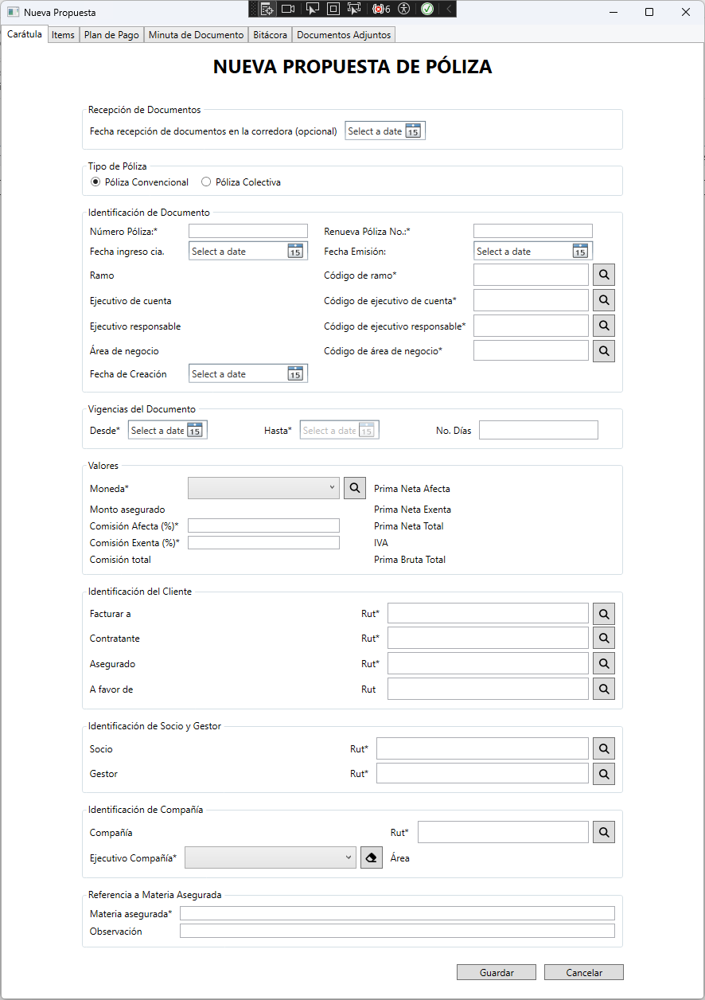 Nueva Propuesta
6
Carátula Items Plan de Pago Minuta de Documento Bitácora Documentos Adjuntos
NUEVA PROPUESTA DE PÓLIZA
Recepción de Documentos
Fecha recepción de documentos en la corredora (opcional) Select a date 15
Tipo de Póliza
Póliza Convencional Póliza Colectiva
Identificación de Documento
Número Póliza:* Renueva Póliza No.:*
Fecha ingreso cia. Select a date 15 Fecha Emisión: Select a date 15
Ramo Código de ramo*
Ejecutivo de cuenta Código de ejecutivo de cuenta*
Ejecutivo responsable Código de ejecutivo responsable*
Área de negocio Código de área de negocio*
Fecha de Creación Select a date 15
Vigencias del Documento
Desde* Select a date 15 Hasta* Select a date 15 No. Días
Valores
Moneda* Prima Neta Afecta
Monto asegurado Prima Neta Exenta
Comisión Afecta (%)* Prima Neta Total
Comisión Exenta (%)* IVA
Comisión total Prima Bruta Total
Identificación del Cliente
Facturar a Rut*
Contratante Rut*
Asegurado Rut*
A favor de Rut
Identificación de Socio y Gestor
Socio Rut*
Gestor Rut*
Identificación de Compañía
Compañía Rut*
Ejecutivo Compañía* Área
Referencia a Materia Asegurada
Materia asegurada*
Observación
Guardar Cancelar